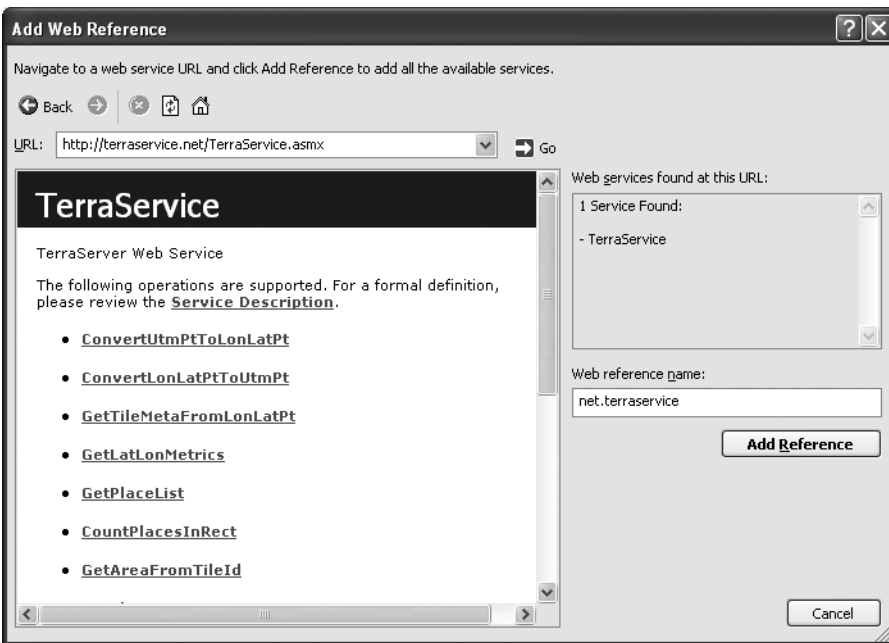 Add Web Reference
Navigate to a web service URL and click Add Reference to add all the available services.
Back
URL: http://terraservice.net/TerraService.asmx Go
TerraService
TerraServer Web Service
The following operations are supported. For a formal definition,
please review the Service Description.
• ConvertUtmPtToLonLatPt
• ConvertLonLatPtToUtmPt
• GetTileMetaFromLonLatPt
• GetLatLonMetrics
• GetPlaceList
• CountPlacesInRect
• GetAreaFromTileId
Web services found at this URL:
1 Service Found:
- TerraService
Web reference name:
net.terraservice
Add Reference
Cancel